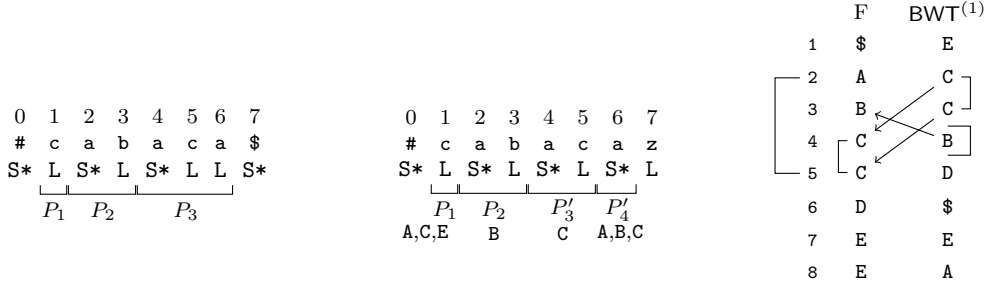 0 1 2 3 4 5 6 7
# c a b a c a $
S* L S* L S* L L S*
P1 P2 P3
0 1 2 3 4 5 6 7
# c a b a c a z
S* L S* L S* L S* L
P1 P2 P′3 P′4
A,C,E B C A,B,C
F BWT(1)
1 $ E
2 A C
3 B C
4 C B
5 C D
6 D $
7 E E
8 E A